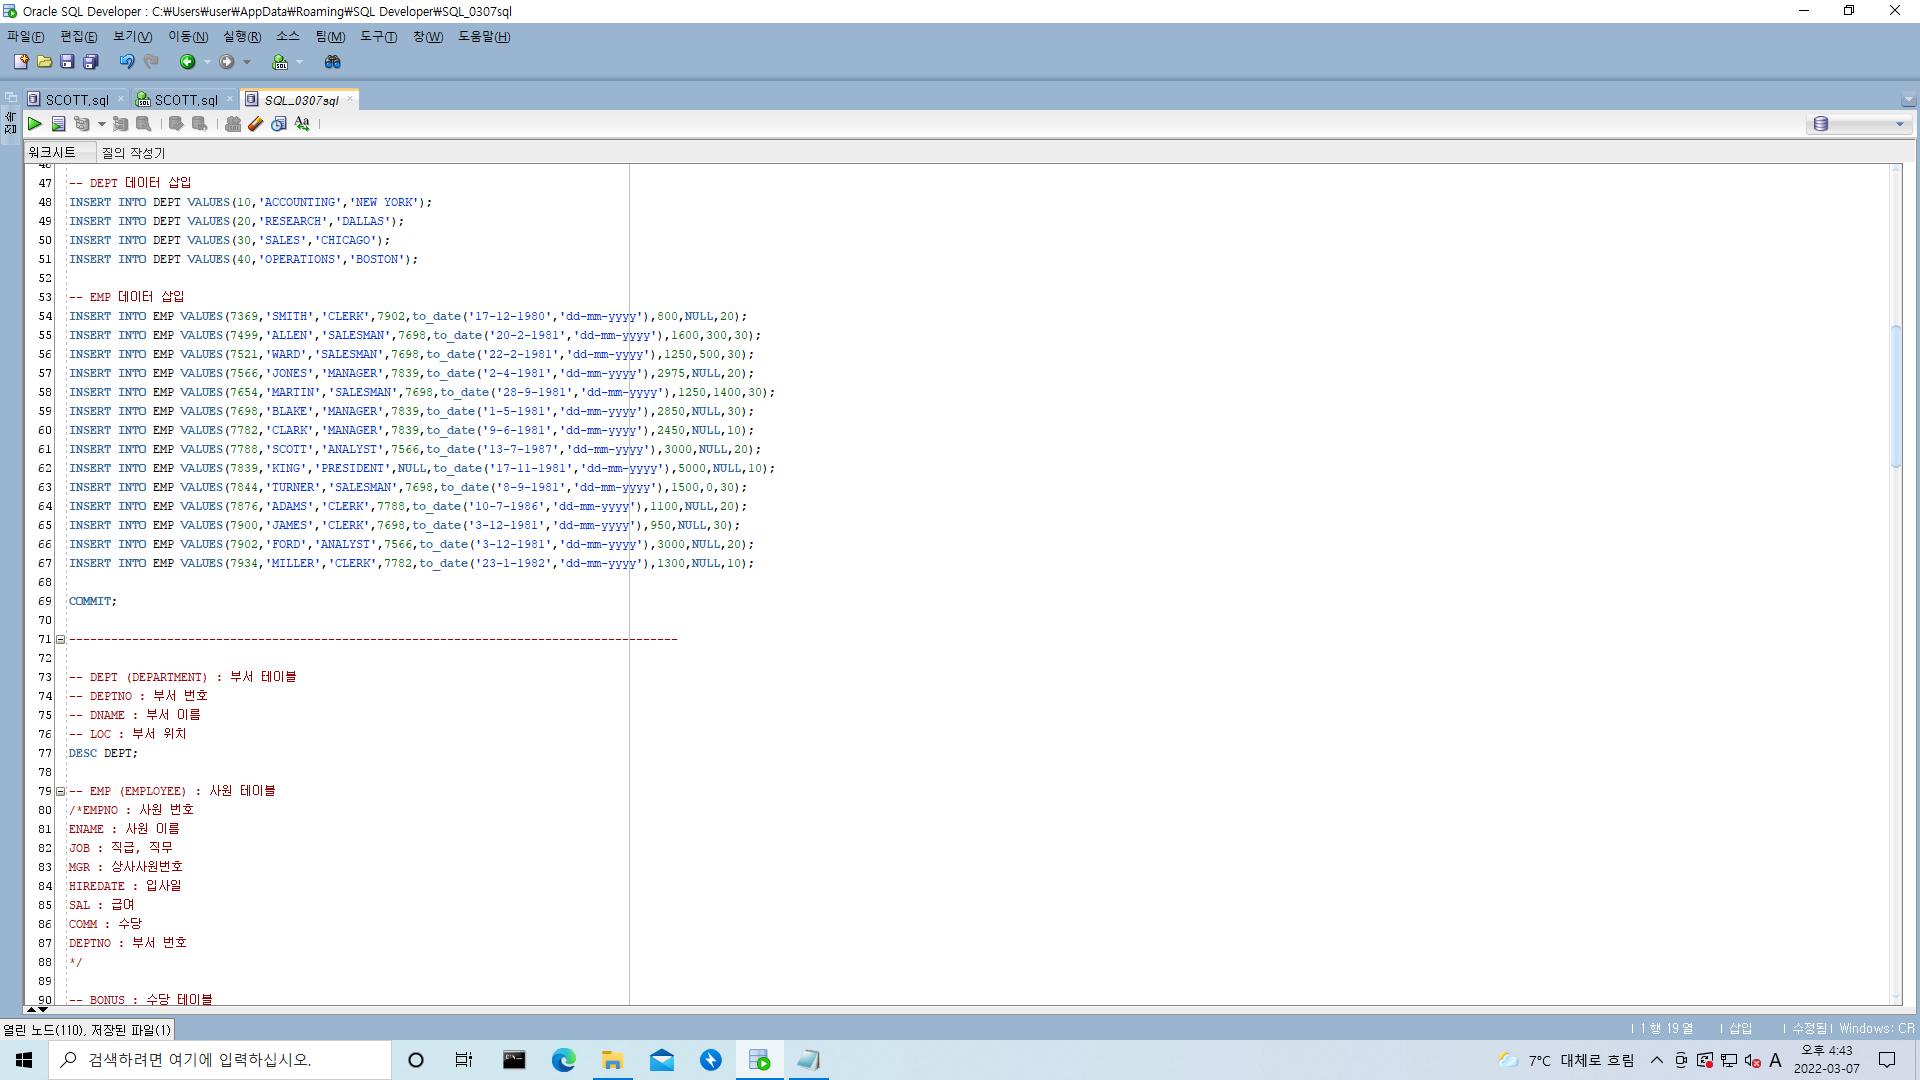 Oracle SQL Developer : C:\Users\user\AppData\Roaming\SQL Developer\SQL_0307sql
파일(F) 편집(E) 보기(V) 이동(N) 실행(R) 소스 팀(M) 도구(T) 창(W) 도움말(H)
SCOTT.sql SCOTT.sql SQL_0307sql
접속
워크시트 질의 작성기
46
47 -- DEPT 데이터 삽입
48 INSERT INTO DEPT VALUES(10,'ACCOUNTING','NEW YORK');
49 INSERT INTO DEPT VALUES(20,'RESEARCH','DALLAS');
50 INSERT INTO DEPT VALUES(30,'SALES','CHICAGO');
51 INSERT INTO DEPT VALUES(40,'OPERATIONS','BOSTON');
52
53 -- EMP 데이터 삽입
54 INSERT INTO EMP VALUES(7369,'SMITH','CLERK',7902,to_date('17-12-1980','dd-mm-yyyy'),800,NULL,20);
55 INSERT INTO EMP VALUES(7499,'ALLEN','SALESMAN',7698,to_date('20-2-1981','dd-mm-yyyy'),1600,300,30);
56 INSERT INTO EMP VALUES(7521,'WARD','SALESMAN',7698,to_date('22-2-1981','dd-mm-yyyy'),1250,500,30);
57 INSERT INTO EMP VALUES(7566,'JONES','MANAGER',7839,to_date('2-4-1981','dd-mm-yyyy'),2975,NULL,20);
58 INSERT INTO EMP VALUES(7654,'MARTIN','SALESMAN',7698,to_date('28-9-1981','dd-mm-yyyy'),1250,1400,30);
59 INSERT INTO EMP VALUES(7698,'BLAKE','MANAGER',7839,to_date('1-5-1981','dd-mm-yyyy'),2850,NULL,30);
60 INSERT INTO EMP VALUES(7782,'CLARK','MANAGER',7839,to_date('9-6-1981','dd-mm-yyyy'),2450,NULL,10);
61 INSERT INTO EMP VALUES(7788,'SCOTT','ANALYST',7566,to_date('13-7-1987','dd-mm-yyyy'),3000,NULL,20);
62 INSERT INTO EMP VALUES(7839,'KING','PRESIDENT',NULL,to_date('17-11-1981','dd-mm-yyyy'),5000,NULL,10);
63 INSERT INTO EMP VALUES(7844,'TURNER','SALESMAN',7698,to_date('8-9-1981','dd-mm-yyyy'),1500,0,30);
64 INSERT INTO EMP VALUES(7876,'ADAMS','CLERK',7788,to_date('10-7-1986','dd-mm-yyyy'),1100,NULL,20);
65 INSERT INTO EMP VALUES(7900,'JAMES','CLERK',7698,to_date('3-12-1981','dd-mm-yyyy'),950,NULL,30);
66 INSERT INTO EMP VALUES(7902,'FORD','ANALYST',7566,to_date('3-12-1981','dd-mm-yyyy'),3000,NULL,20);
67 INSERT INTO EMP VALUES(7934,'MILLER','CLERK',7782,to_date('23-1-1982','dd-mm-yyyy'),1300,NULL,10);
68
69 COMMIT;
70
71 ---------------------------------------------------------------------------------------
72
73 -- DEPT (DEPARTMENT) : 부서 테이블
74 -- DEPTNO : 부서 번호
75 -- DNAME : 부서 이름
76 -- LOC : 부서 위치
77 DESC DEPT;
78
79 -- EMP (EMPLOYEE) : 사원 테이블
80 /*EMPNO : 사원 번호
81 ENAME : 사원 이름
82 JOB : 직급, 직무
83 MGR : 상사사원번호
84 HIREDATE : 입사일
85 SAL : 급여
86 COMM : 수당
87 DEPTNO : 부서 번호
88 */
89
90 -- BONUS : 수당 테이블
열린 노드(110), 저장된 파일(1)
1 행 19 열 삽입 수정됨 Windows: CR
검색하려면 여기에 입력하십시오.
7°C 대체로 흐림 A 오후 4:43
2022-03-07